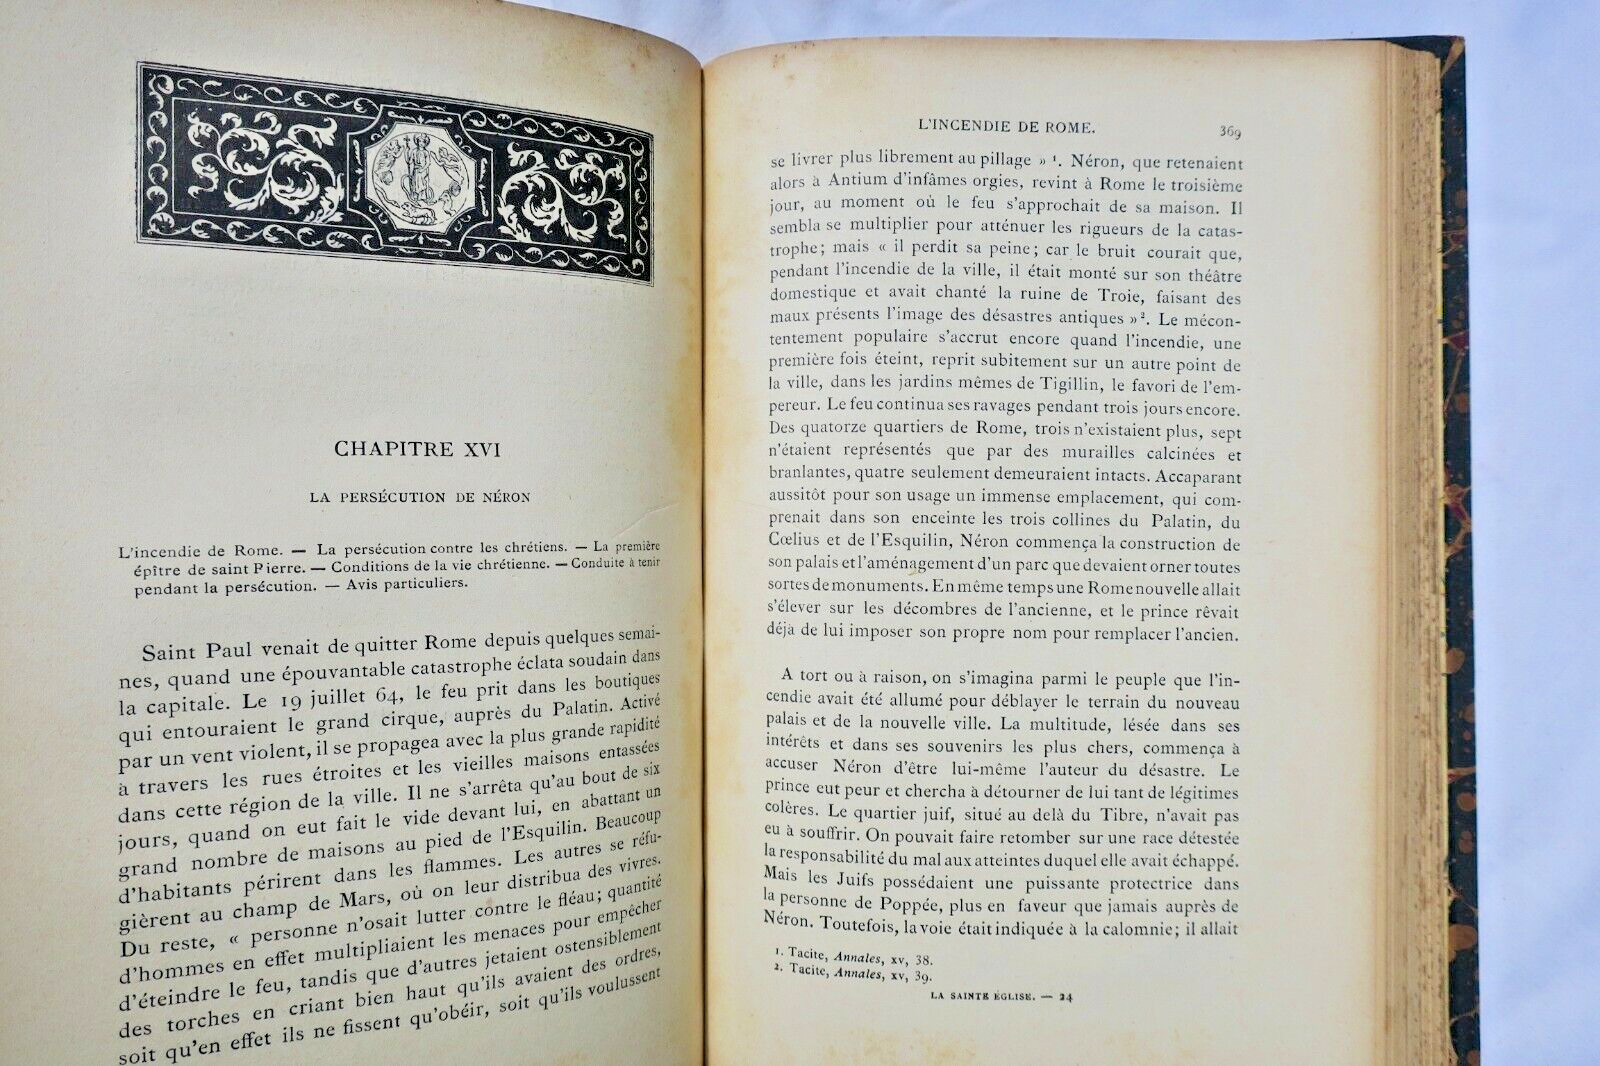 CHAPITRE XVI
LA PERSÉCUTION DE NÉRON
L'incendie de Rome. — La persécution contre les chrétiens. — La première
épître de saint Pierre. — Conditions de la vie chrétienne. — Conduite à tenir
pendant la persécution. — Avis particuliers.
Saint Paul venait de quitter Rome depuis quelques semai-
nes, quand une épouvantable catastrophe éclata soudain dans
la capitale. Le 19 juillet 64, le feu prit dans les boutiques
qui entouraient le grand cirque, auprès du Palatin. Activé
par un vent violent, il se propagea avec la plus grande rapidité
à travers les rues étroites et les vieilles maisons entassées
dans cette région de la ville. Il ne s'arrêta qu'au bout de six
jours, quand on eut fait le vide devant lui, en abattant un
grand nombre de maisons au pied de l'Esquilin. Beaucoup
d'habitants périrent dans les flammes. Les autres se réfu-
gièrent au champ de Mars, où on leur distribua des vivres.
Du reste, « personne n'osait lutter contre le fléau; quantité
d'hommes en effet multipliaient les menaces pour empêcher
d'éteindre le feu, tandis que d'autres jetaient ostensiblement
des torches en criant bien haut qu'ils avaient des ordres,
soit qu'en effet ils ne fissent qu'obéir, soit qu'ils voulussent
L'INCENDIE DE ROME. 369
se livrer plus librement au pillage » 1. Néron, que retenaient
alors à Antium d'infâmes orgies, revint à Rome le troisième
jour, au moment où le feu s'approchait de sa maison. Il
sembla se multiplier pour atténuer les rigueurs de la catas-
trophe; mais « il perdit sa peine; car le bruit courait que,
pendant l'incendie de la ville, il était monté sur son théâtre
domestique et avait chanté la ruine de Troie, faisant des
maux présents l'image des désastres antiques » 2. Le mécon-
tentement populaire s'accrut encore quand l'incendie, une
première fois éteint, reprit subitement sur un autre point de
la ville, dans les jardins mêmes de Tigillin, le favori de l'em-
pereur. Le feu continua ses ravages pendant trois jours encore.
Des quatorze quartiers de Rome, trois n'existaient plus, sept
n'étaient représentés que par des murailles calcinées et
branlantes, quatre seulement demeuraient intacts. Accaparant
aussitôt pour son usage un immense emplacement, qui com-
prenait dans son enceinte les trois collines du Palatin, du
Cœlius et de l'Esquilin, Néron commença la construction de
son palais et l'aménagement d'un parc que devaient orner toutes
sortes de monuments. En même temps une Rome nouvelle allait
s'élever sur les décombres de l'ancienne, et le prince rêvait
déjà de lui imposer son propre nom pour remplacer l'ancien.
A tort ou à raison, on s'imagina parmi le peuple que l'in-
cendie avait été allumé pour déblayer le terrain du nouveau
palais et de la nouvelle ville. La multitude, lésée dans ses
intérêts et dans ses souvenirs les plus chers, commença à
accuser Néron d'être lui-même l'auteur du désastre. Le
prince eut peur et chercha à détourner de lui tant de légitimes
colères. Le quartier juif, situé au delà du Tibre, n'avait pas
eu à souffrir. On pouvait faire retomber sur une race détestée
la responsabilité du mal aux atteintes duquel elle avait échappé.
Mais les Juifs possédaient une puissante protectrice dans
la personne de Poppée, plus en faveur que jamais auprès de
Néron. Toutefois, la voie était indiquée à la calomnie; il allait
1. Tacite, Annales, xv, 38.
2. Tacite, Annales, xv, 39.
LA SAINTE ÉGLISE. — 24